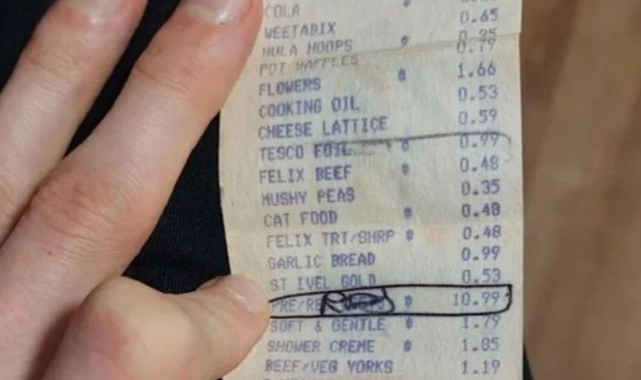 COLA
WEETABIX 0.65
HULA HOOPS
POT WAFFLES 0.79
FLOWERS 1.66
COOKING OIL 0.53
CHEESE LATTICE 0.59
TESCO FOIL 0.99
FELIX BEEF 0.48
MUSHY PEAS 0.35
CAT FOOD 0.48
FELIX TRT/SHRP 0.48
GARLIC BREAD 0.99
ST IVEL GOLD 0.53
10.99
SOFT & GENTLE 1.79
SHOWER CREME 1.85
BEEF/VEG YORKS 1.19